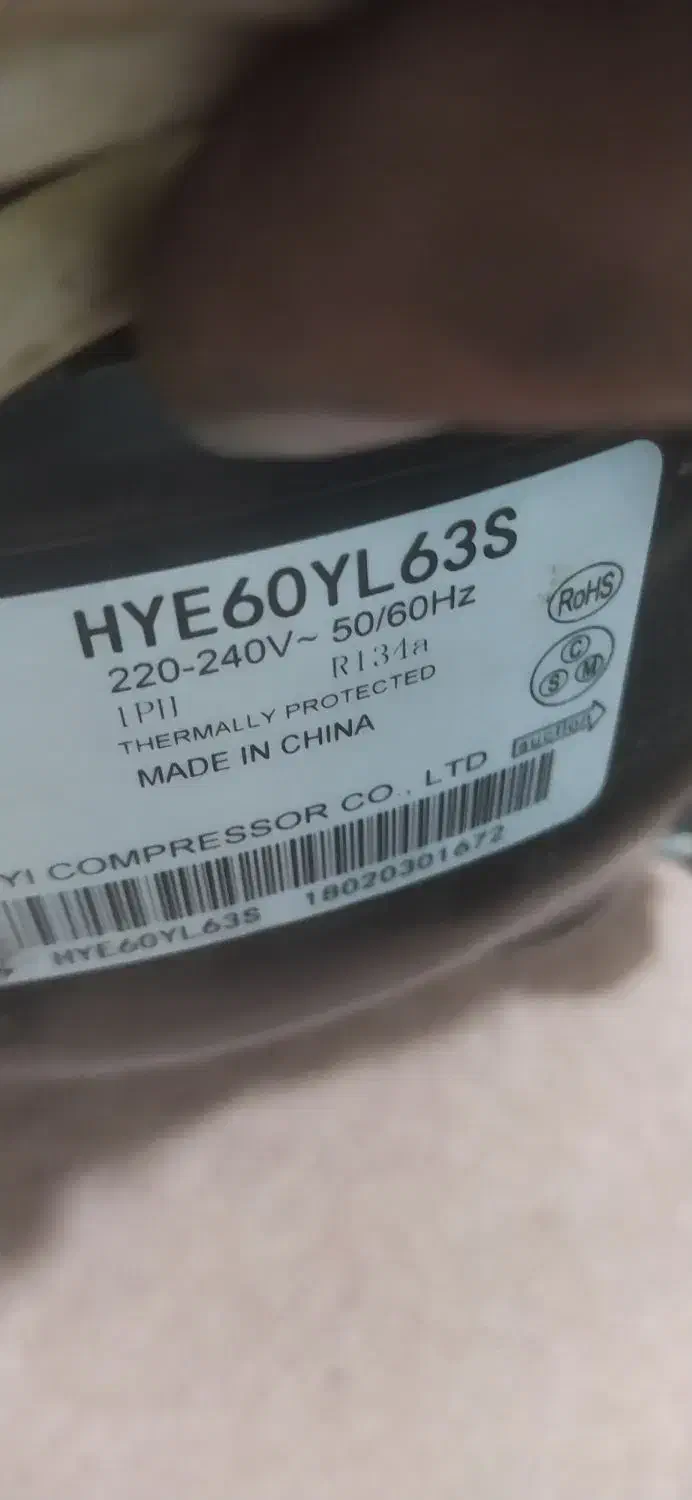 HYE60YL63S
220-240V~ 50/60Hz
1PH R134a
THERMALLY PROTECTED
MADE IN CHINA
YI COMPRESSOR CO., LTD
HYE60YL63S 18020301672
RoHS
C
S M
suction